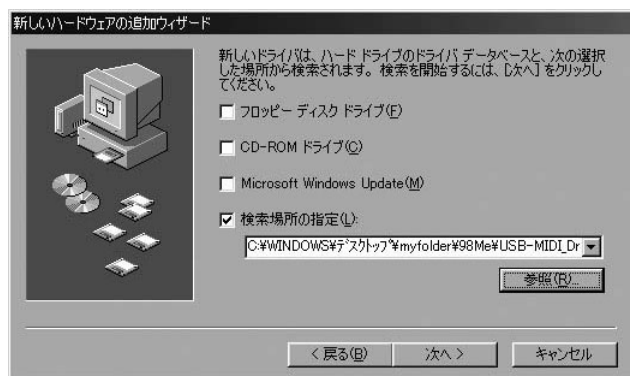 新しいハードウェアの追加ウィザード
新しいドライバは、ハード ドライブのドライバ データベースと、次の選択
した場所から検索されます。検索を開始するには、[次へ] をクリックし
てください。
フロッピー ディスク ドライブ(F)
CD-ROM ドライブ(C)
Microsoft Windows Update(M)
検索場所の指定(L):
C:¥WINDOWS¥ﾃﾞｽｸﾄｯﾌﾟ¥myfolder¥98Me¥USB-MIDI_Dr
参照(R)...
< 戻る(B)
次へ >
キャンセル